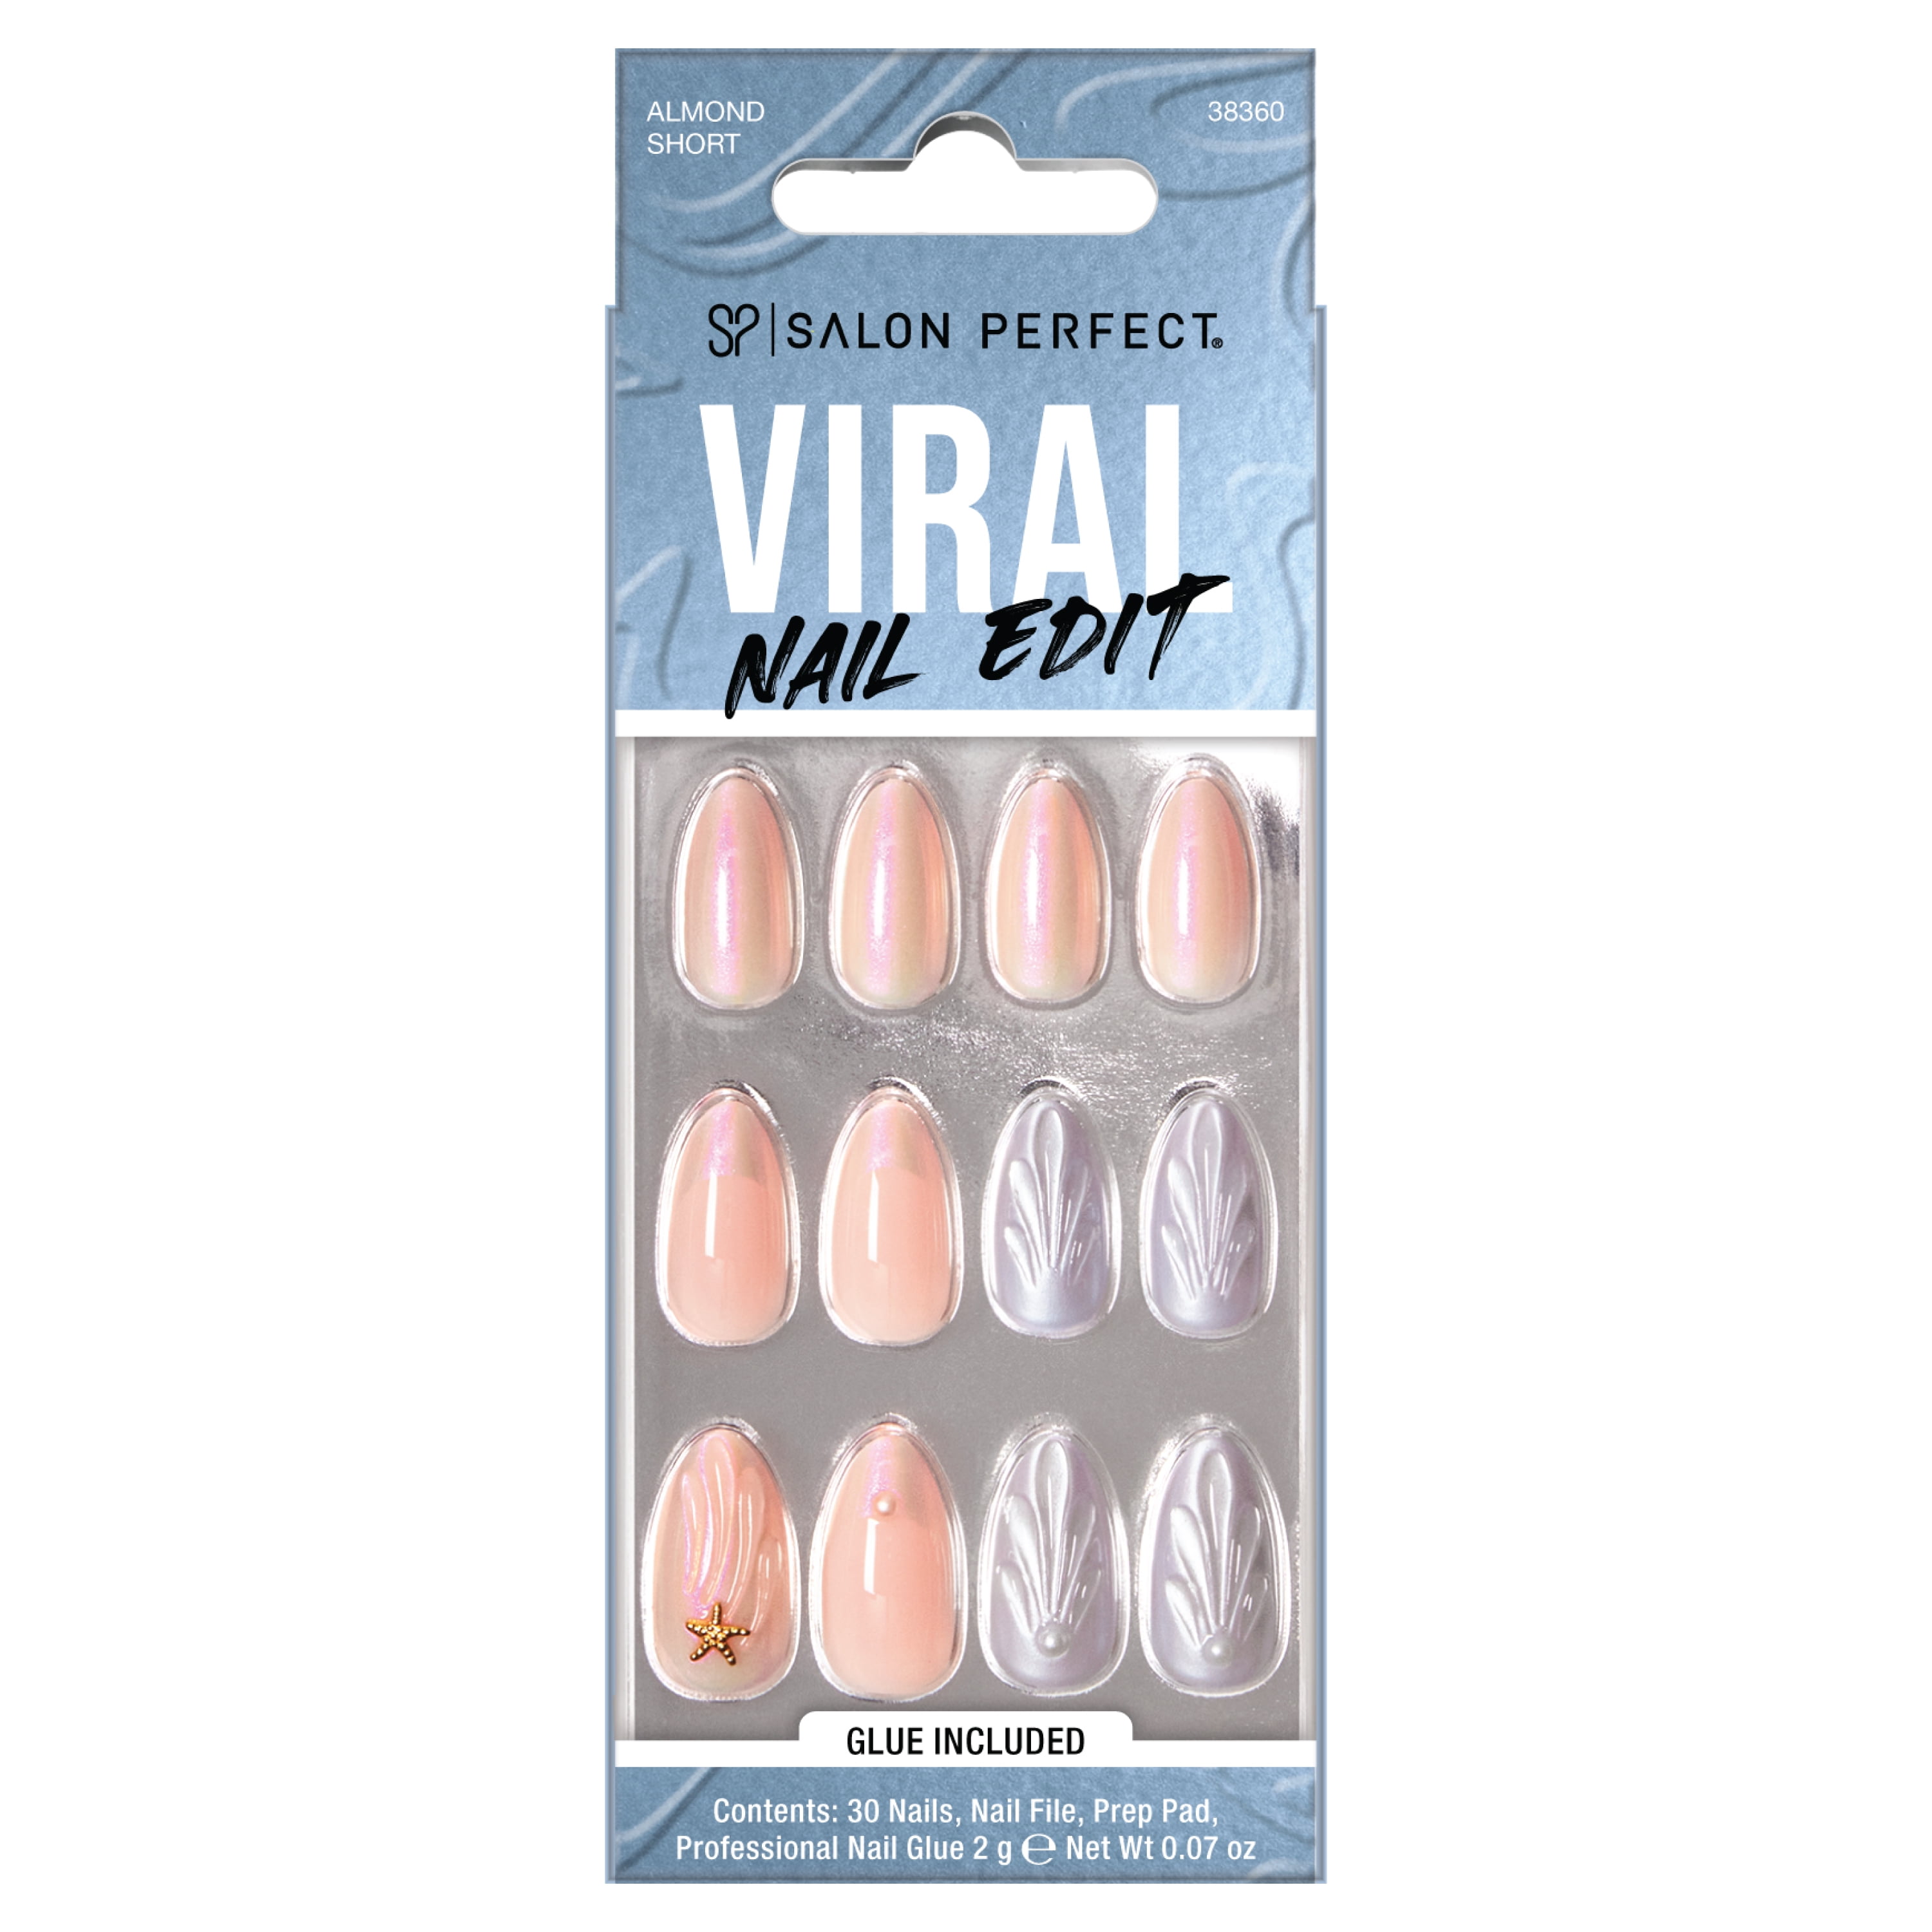 ALMOND
SHORT
38360
SP | SALON PERFECT®
VIRAL
NAIL EDIT
GLUE INCLUDED
Contents: 30 Nails, Nail File, Prep Pad,
Professional Nail Glue 2 g ℮ Net Wt 0.07 oz